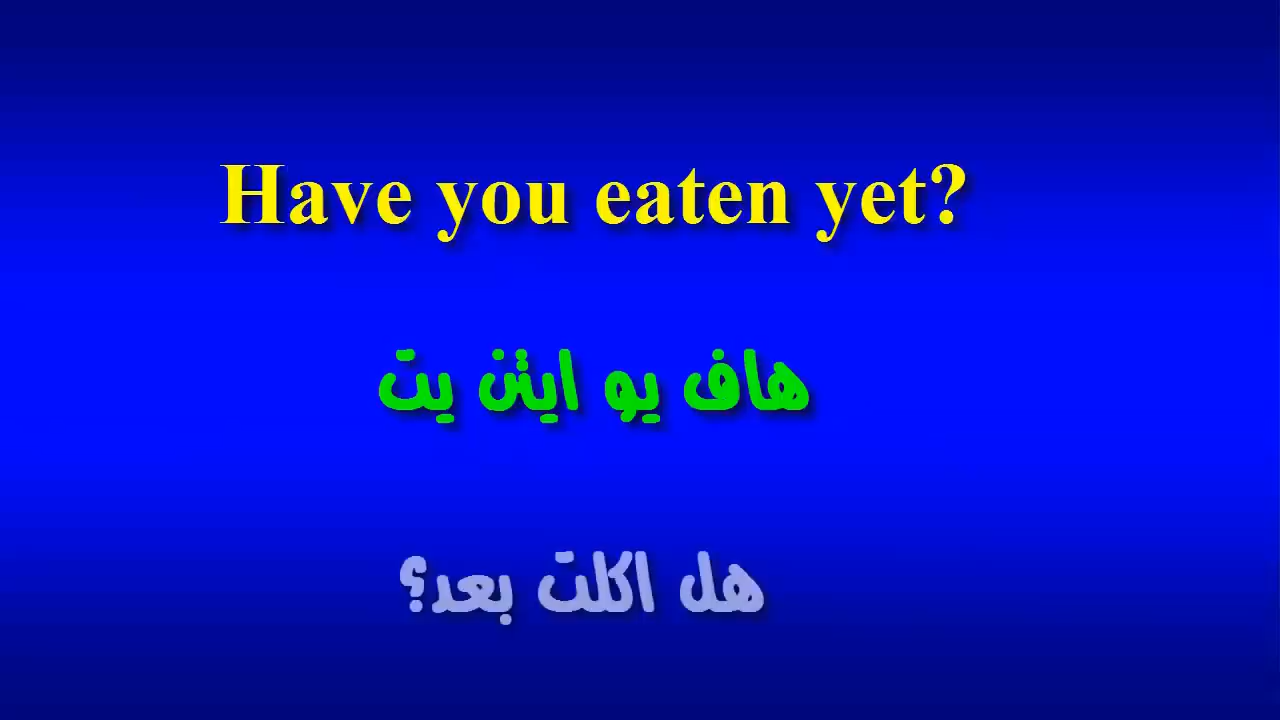 Have you eaten yet?
هاف يو ايتن يت
هل اكلت بعد؟